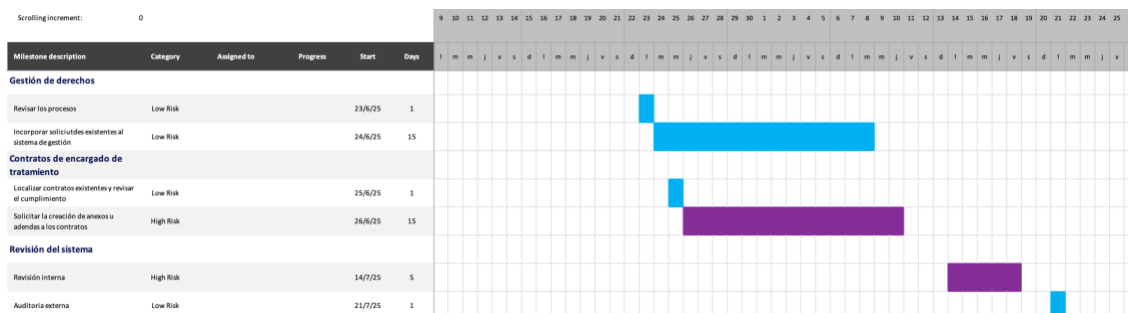 Scrolling increment: 0
9 10 11 12 13 14 15 16 17 18 19 20 21 22 23 24 25 26 27 28 29 30 1 2 3 4 5 6 7 8 9 10 11 12 13 14 15 16 17 18 19 20 21 22 23 24 25
Milestone description Category Assigned to Progress Start Days l m m j v s d l m m j v s d l m m j v s d l m m j v s d l m m j v s d l m m j v s d l m m j v
Gestión de derechos
Revisar los procesos Low Risk 23/6/25 1
Incorporar soliciutdes existentes al
sistema de gestión Low Risk 24/6/25 15
Contratos de encargado de
tratamiento
Localizar contratos existentes y revisar
el cumplimiento Low Risk 25/6/25 1
Solicitar la creación de anexos u
adendas a los contratos High Risk 26/6/25 15
Revisión del sistema
Revisión interna High Risk 14/7/25 5
Auditoria externa Low Risk 21/7/25 1